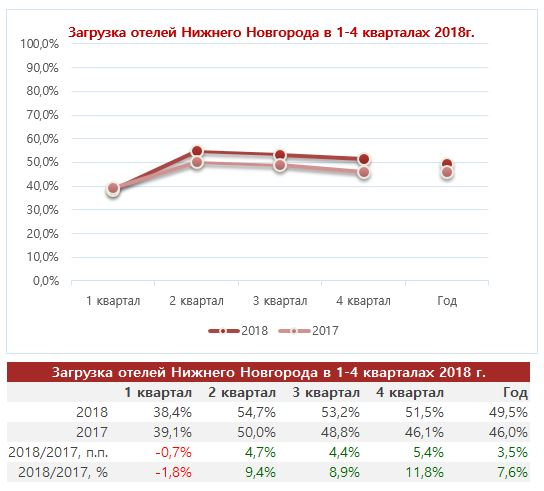 Загрузка отелей Нижнего Новгорода в 1-4 кварталах 2018г.
100,0%
90,0%
80,0%
70,0%
60,0%
50,0%
40,0%
30,0%
20,0%
10,0%
0,0%
1 квартал 2 квартал 3 квартал 4 квартал Год
2018 2017
Загрузка отелей Нижнего Новгорода в 1-4 кварталах 2018 г.
1 квартал 2 квартал 3 квартал 4 квартал Год
2018 38,4% 54,7% 53,2% 51,5% 49,5%
2017 39,1% 50,0% 48,8% 46,1% 46,0%
2018/2017, п.п. -0,7% 4,7% 4,4% 5,4% 3,5%
2018/2017, % -1,8% 9,4% 8,9% 11,8% 7,6%